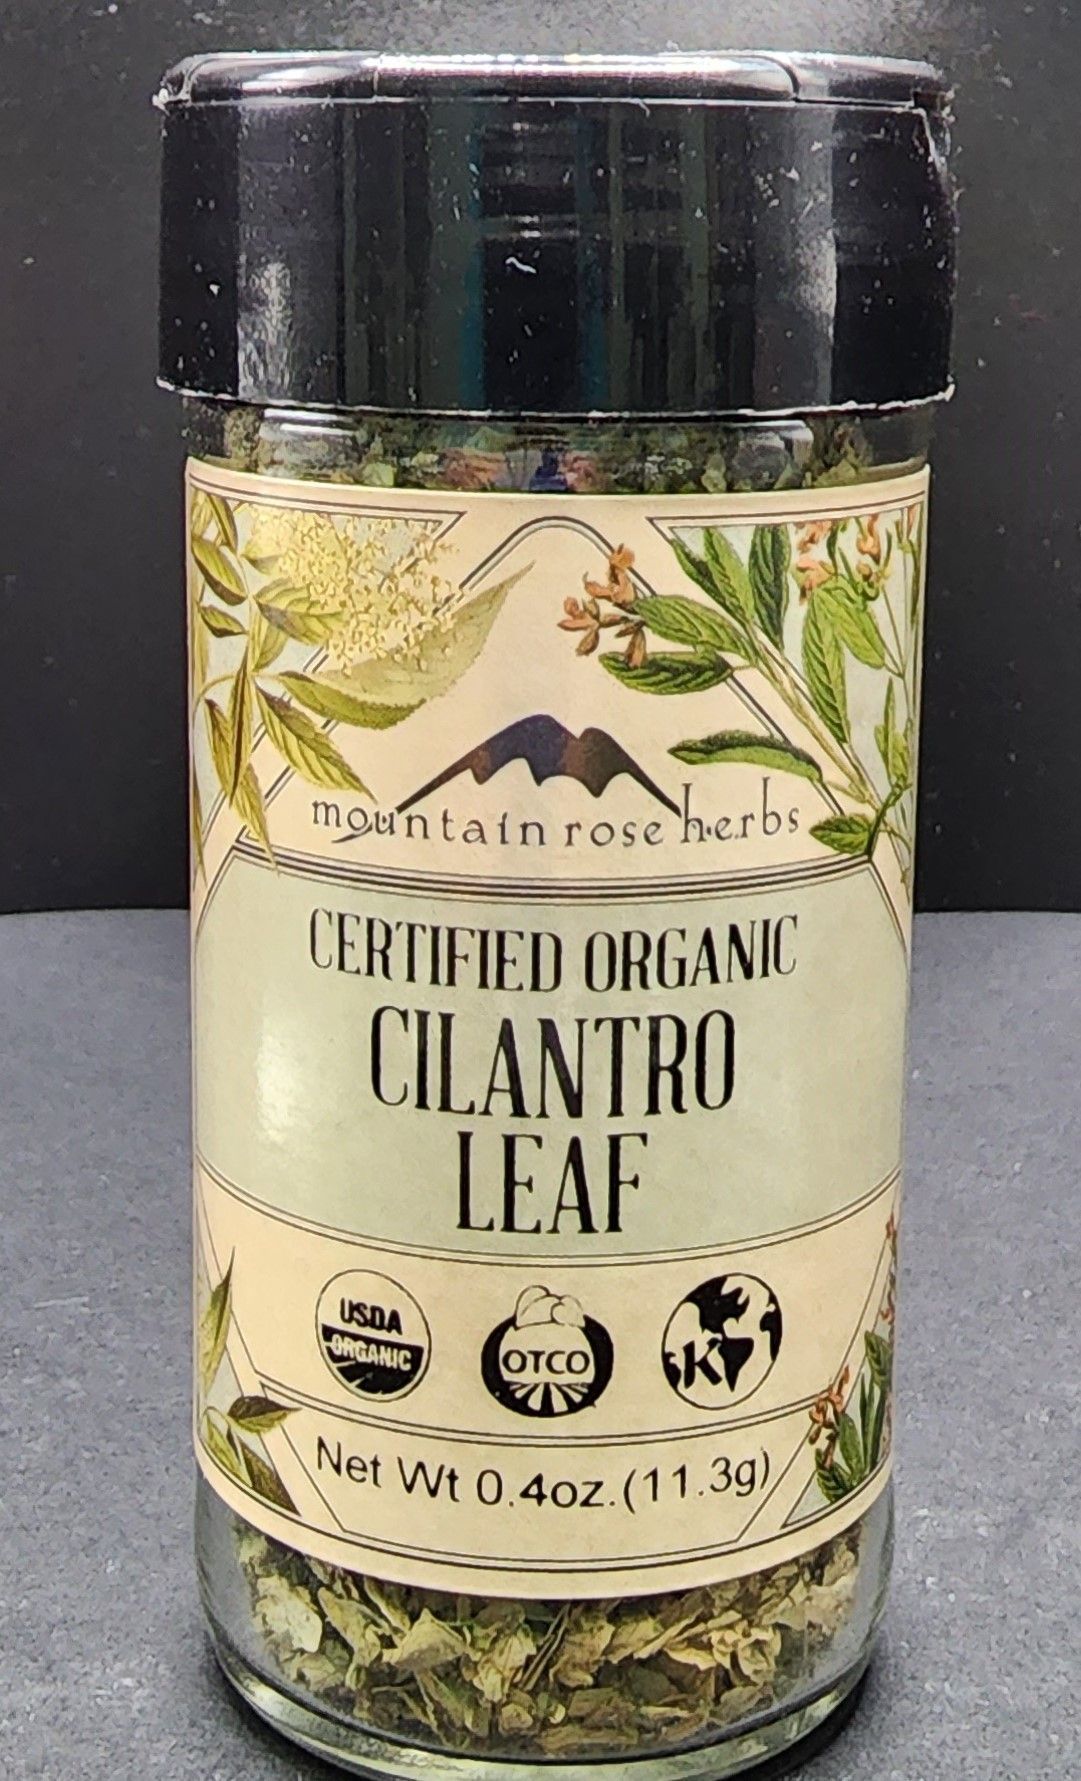 mountain rose herbs
CERTIFIED ORGANIC
CILANTRO
LEAF
USDA
ORGANIC
OTCO
K
Net Wt 0.4oz.(11.3g)